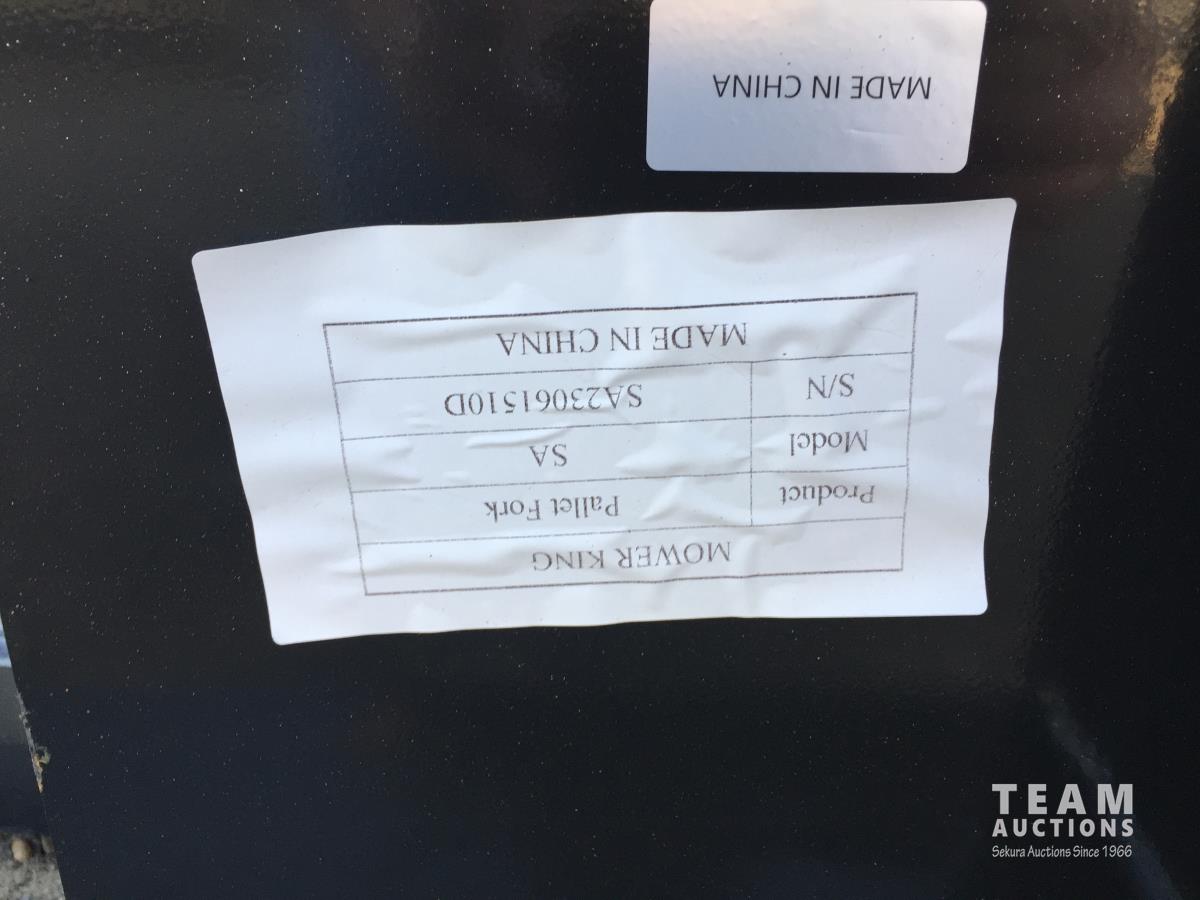 MADE IN CHINA
MOWER KING
Product Pallet Fork
Model SA
S/N SA23061510D
MADE IN CHINA
TEAM
AUCTIONS
Sekura Auctions Since 1966